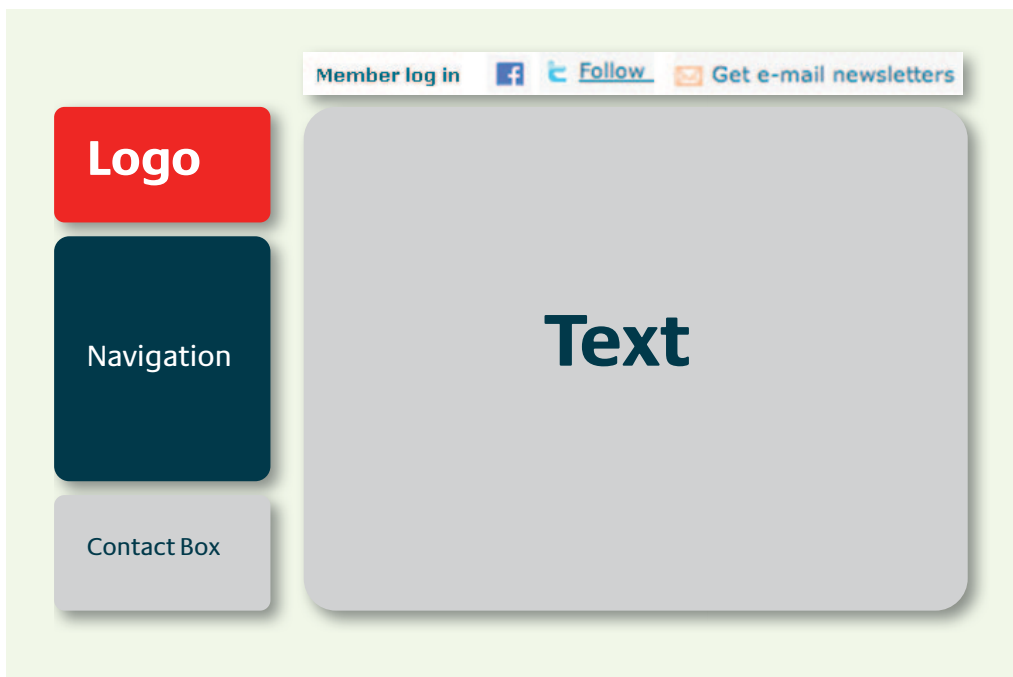 Member log in Follow Get e-mail newsletters
Logo
Navigation
Text
Contact Box